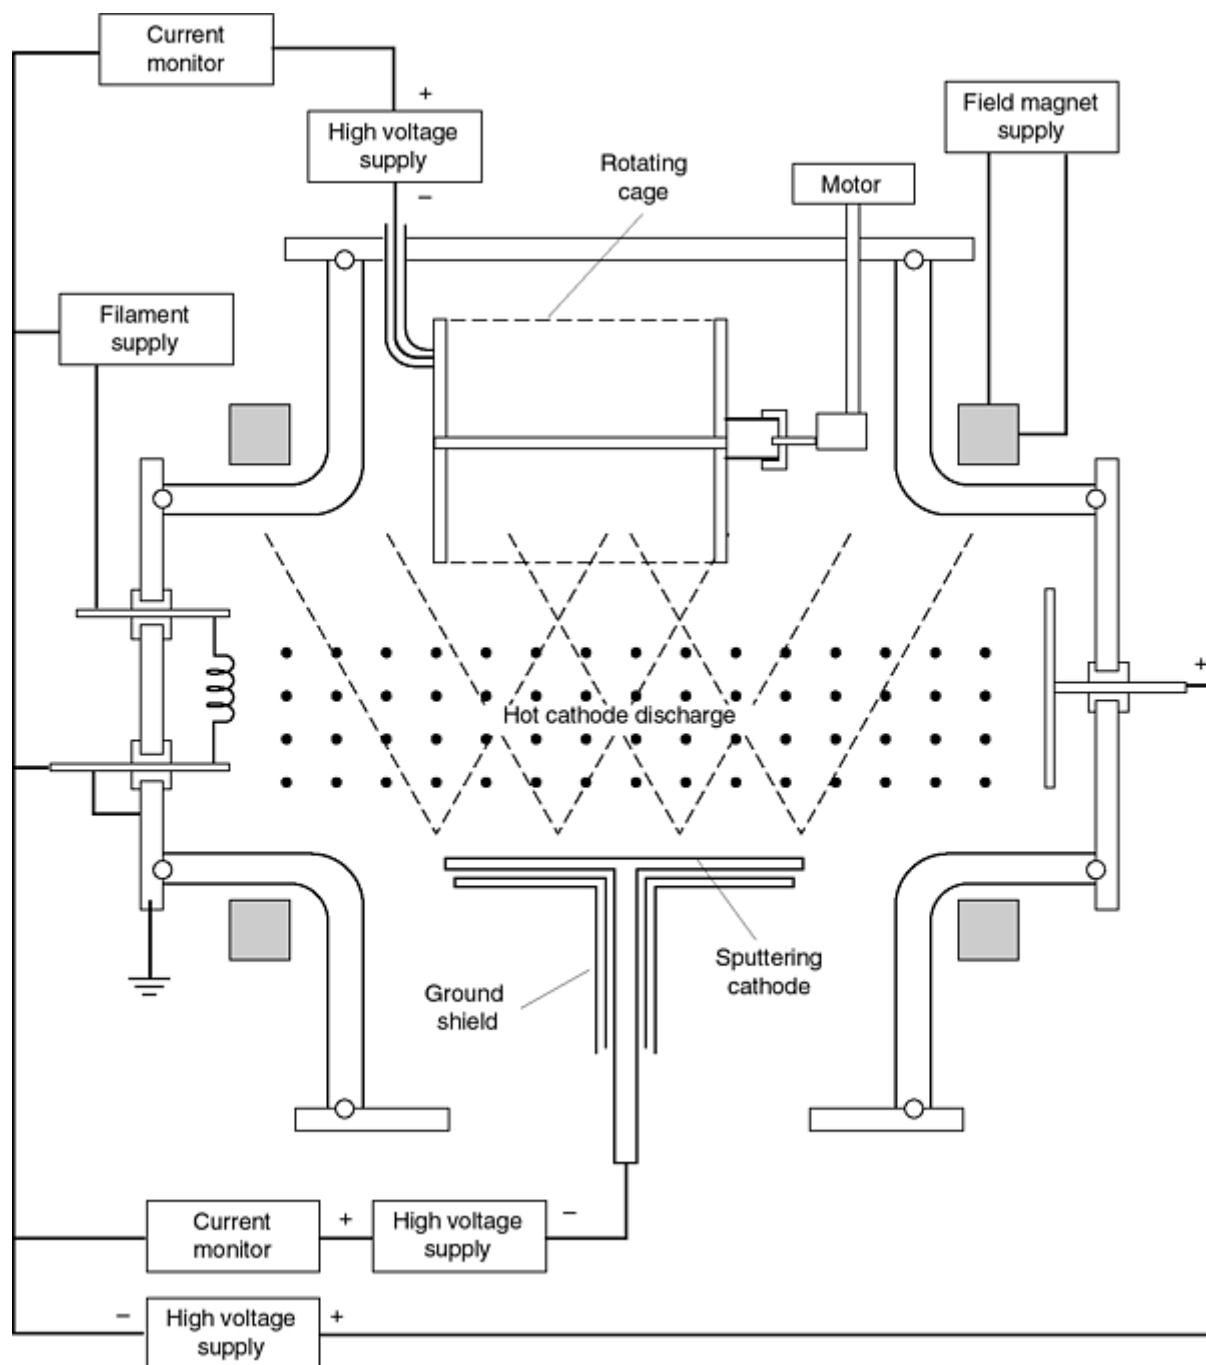 Current
monitor
+
High voltage
supply
−
Field magnet
supply
Rotating
cage
Motor
Filament
supply
+
Hot cathode discharge
Sputtering
cathode
Ground
shield
Current
monitor
+
High voltage
supply
−
−
High voltage
supply
+